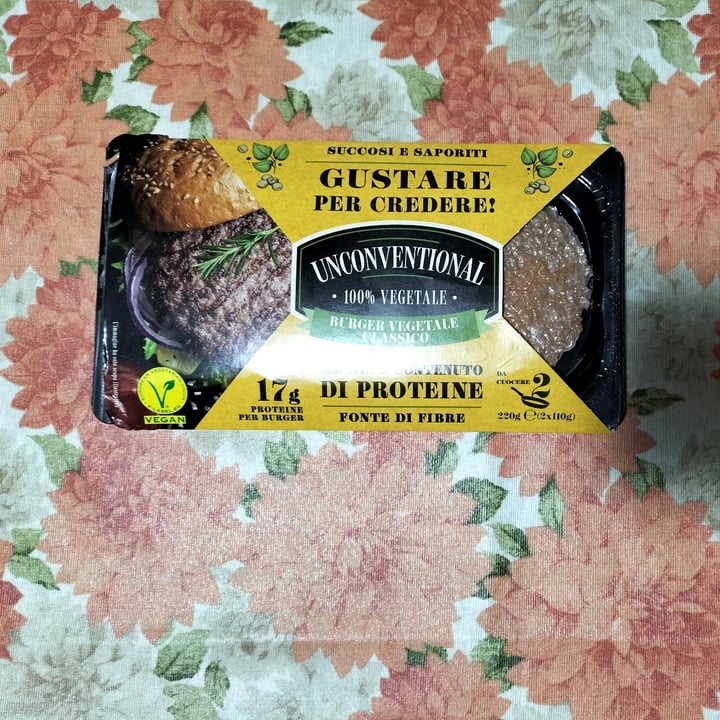 SUCCOSI E SAPORITI
GUSTARE
PER CREDERE!
UNCONVENTIONAL
100% VEGETALE
BURGER VEGETALE
CLASSICO
CONTENUTO
DI PROTEINE
FONTE DI FIBRE
17g
PROTEINE
PER BURGER
DA
CUOCERE
2
220g e (2x110g)
VEGAN